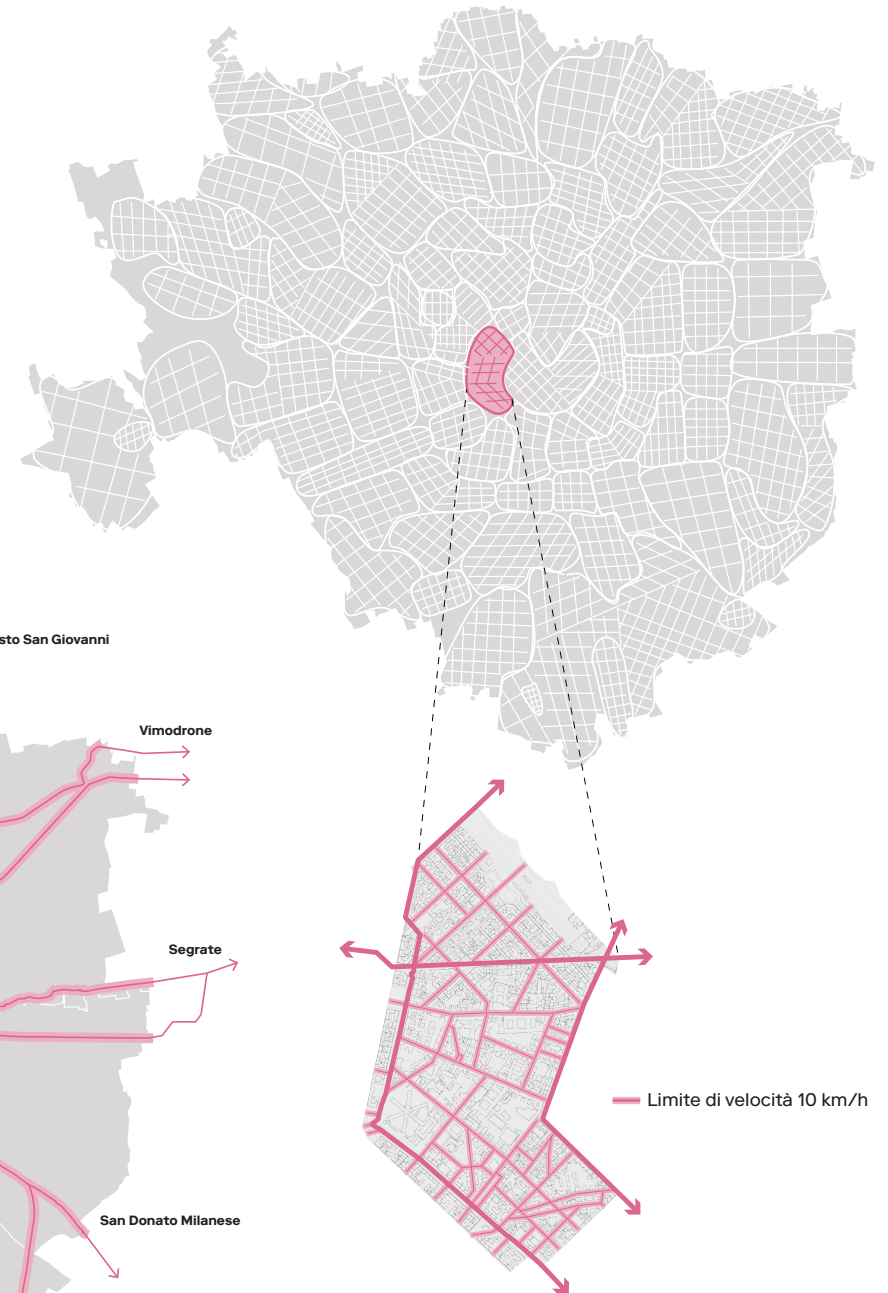 sto San Giovanni
Vimodrone
Segrate
Limite di velocità 10 km/h
San Donato Milanese